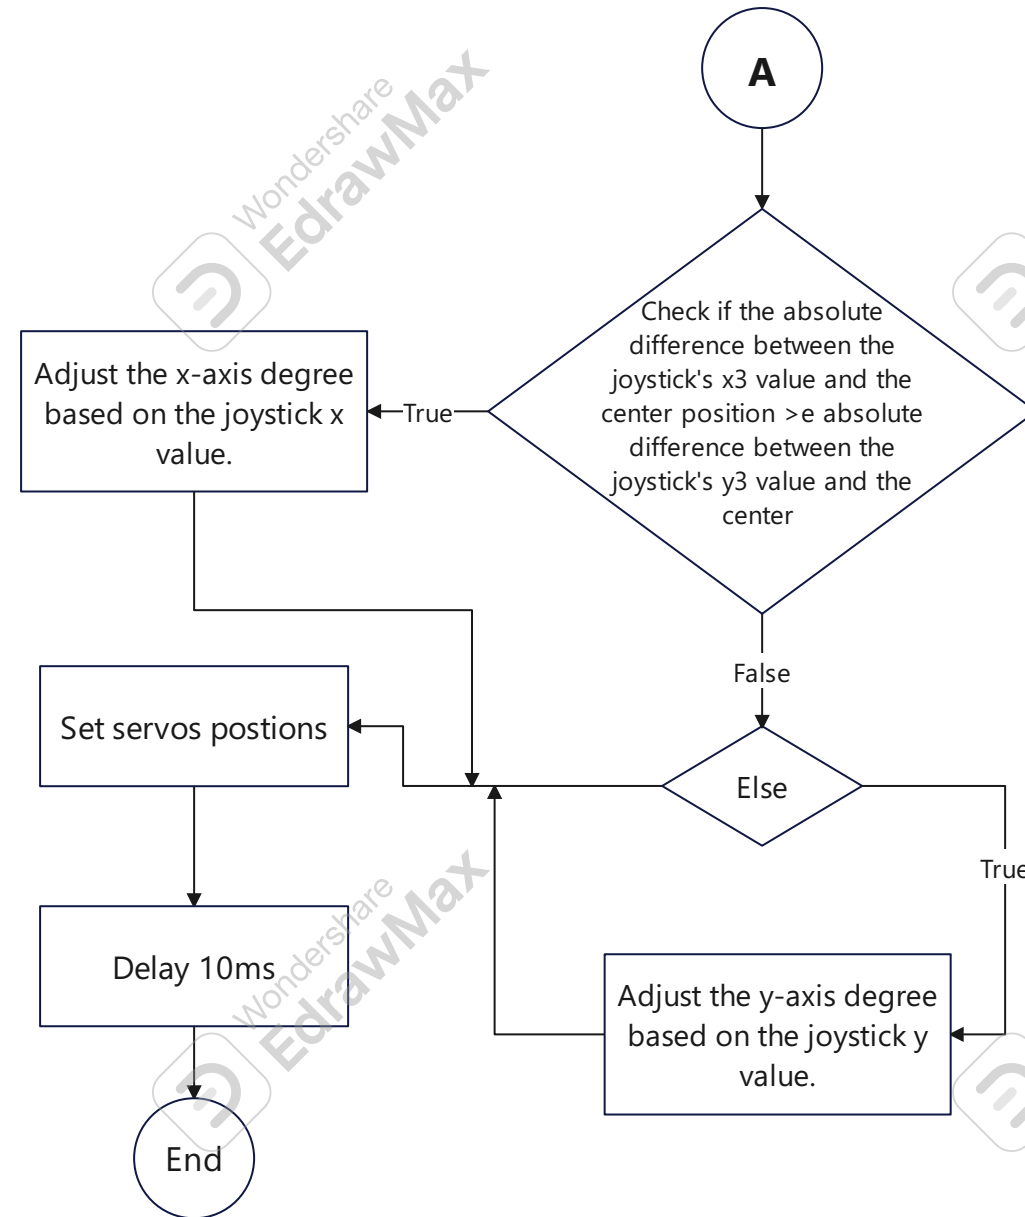 A
Wondershare
EdrawMax
Check if the absolute
difference between the
joystick's x3 value and the
center position >e absolute
difference between the
joystick's y3 value and the
center
Adjust the x-axis degree
based on the joystick x
value.
True
False
Set servos postions
Else
True
Wondershare
EdrawMax
Delay 10ms
Adjust the y-axis degree
based on the joystick y
value.
End